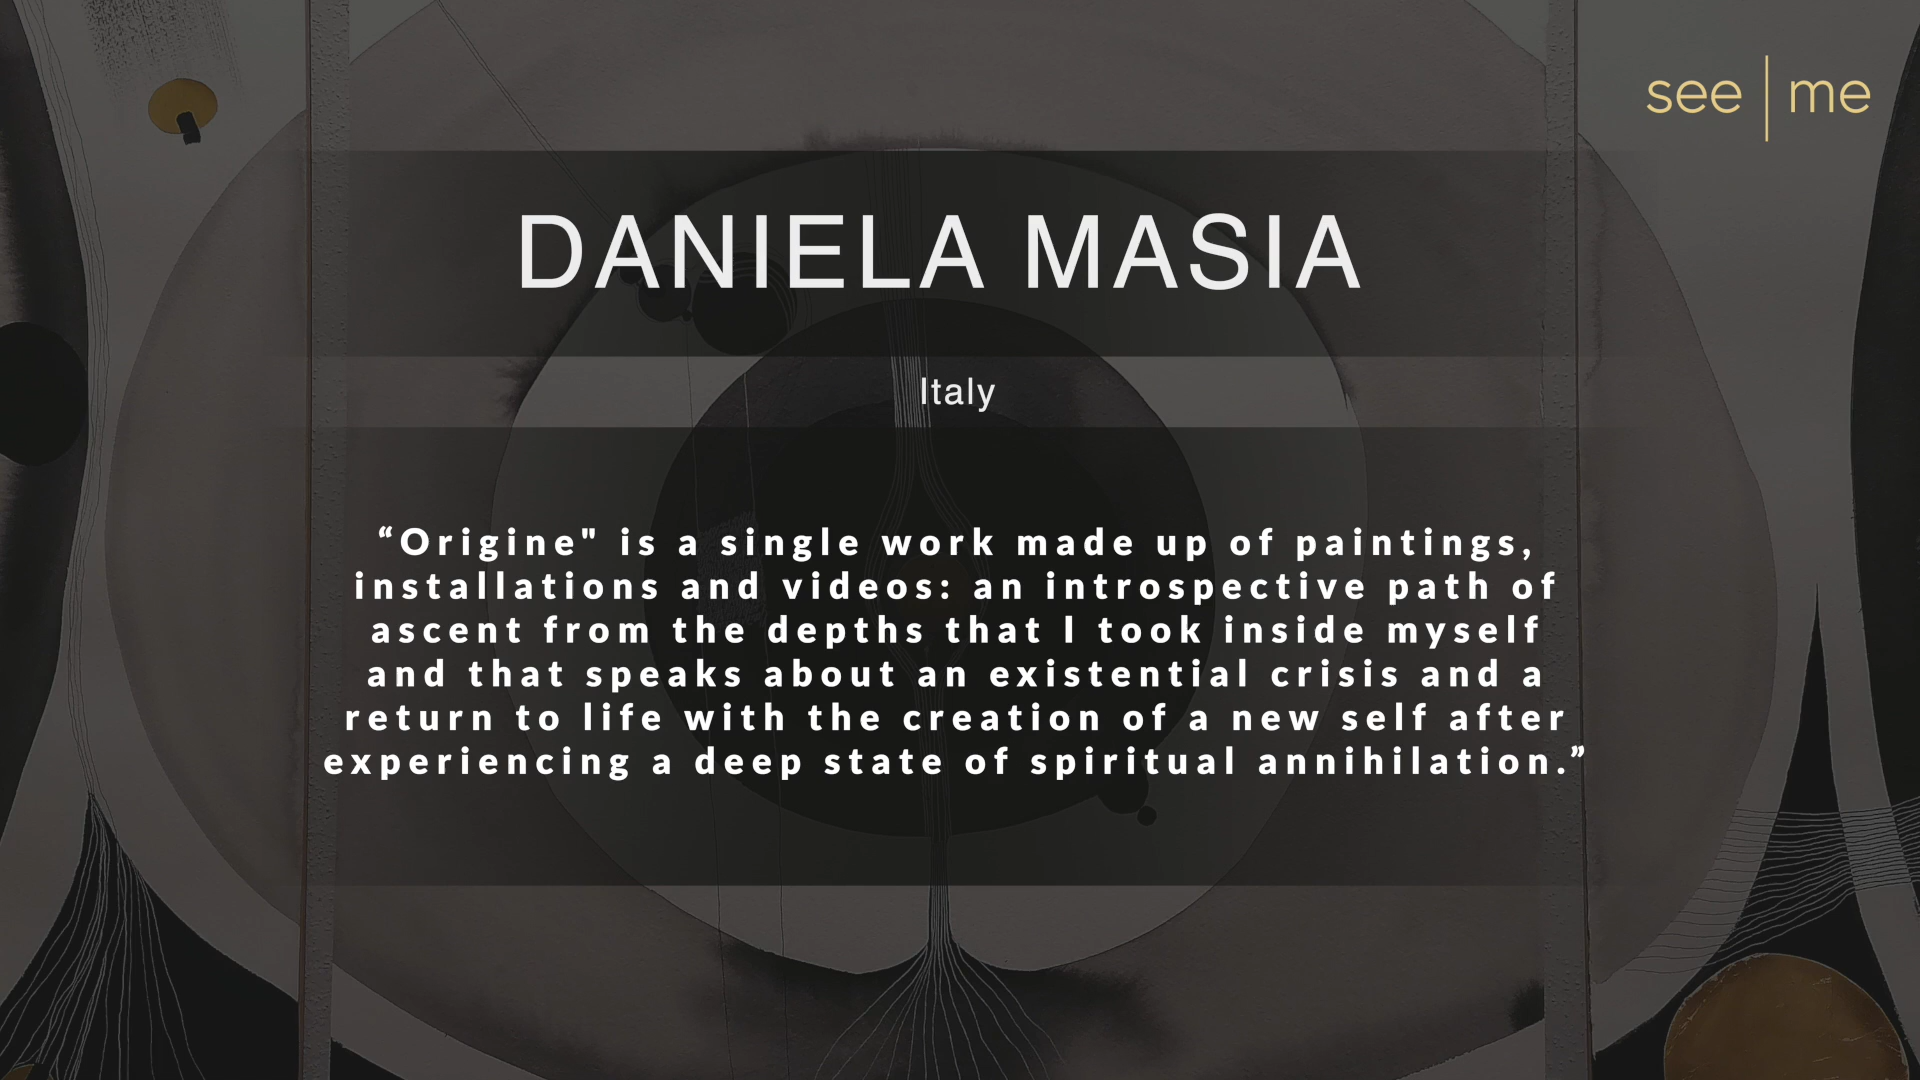 see | me
DANIELA MASIA
Italy
“Origine" is a single work made up of paintings,
installations and videos: an introspective path of
ascent from the depths that I took inside myself
and that speaks about an existential crisis and a
return to life with the creation of a new self after
experiencing a deep state of spiritual annihilation.”